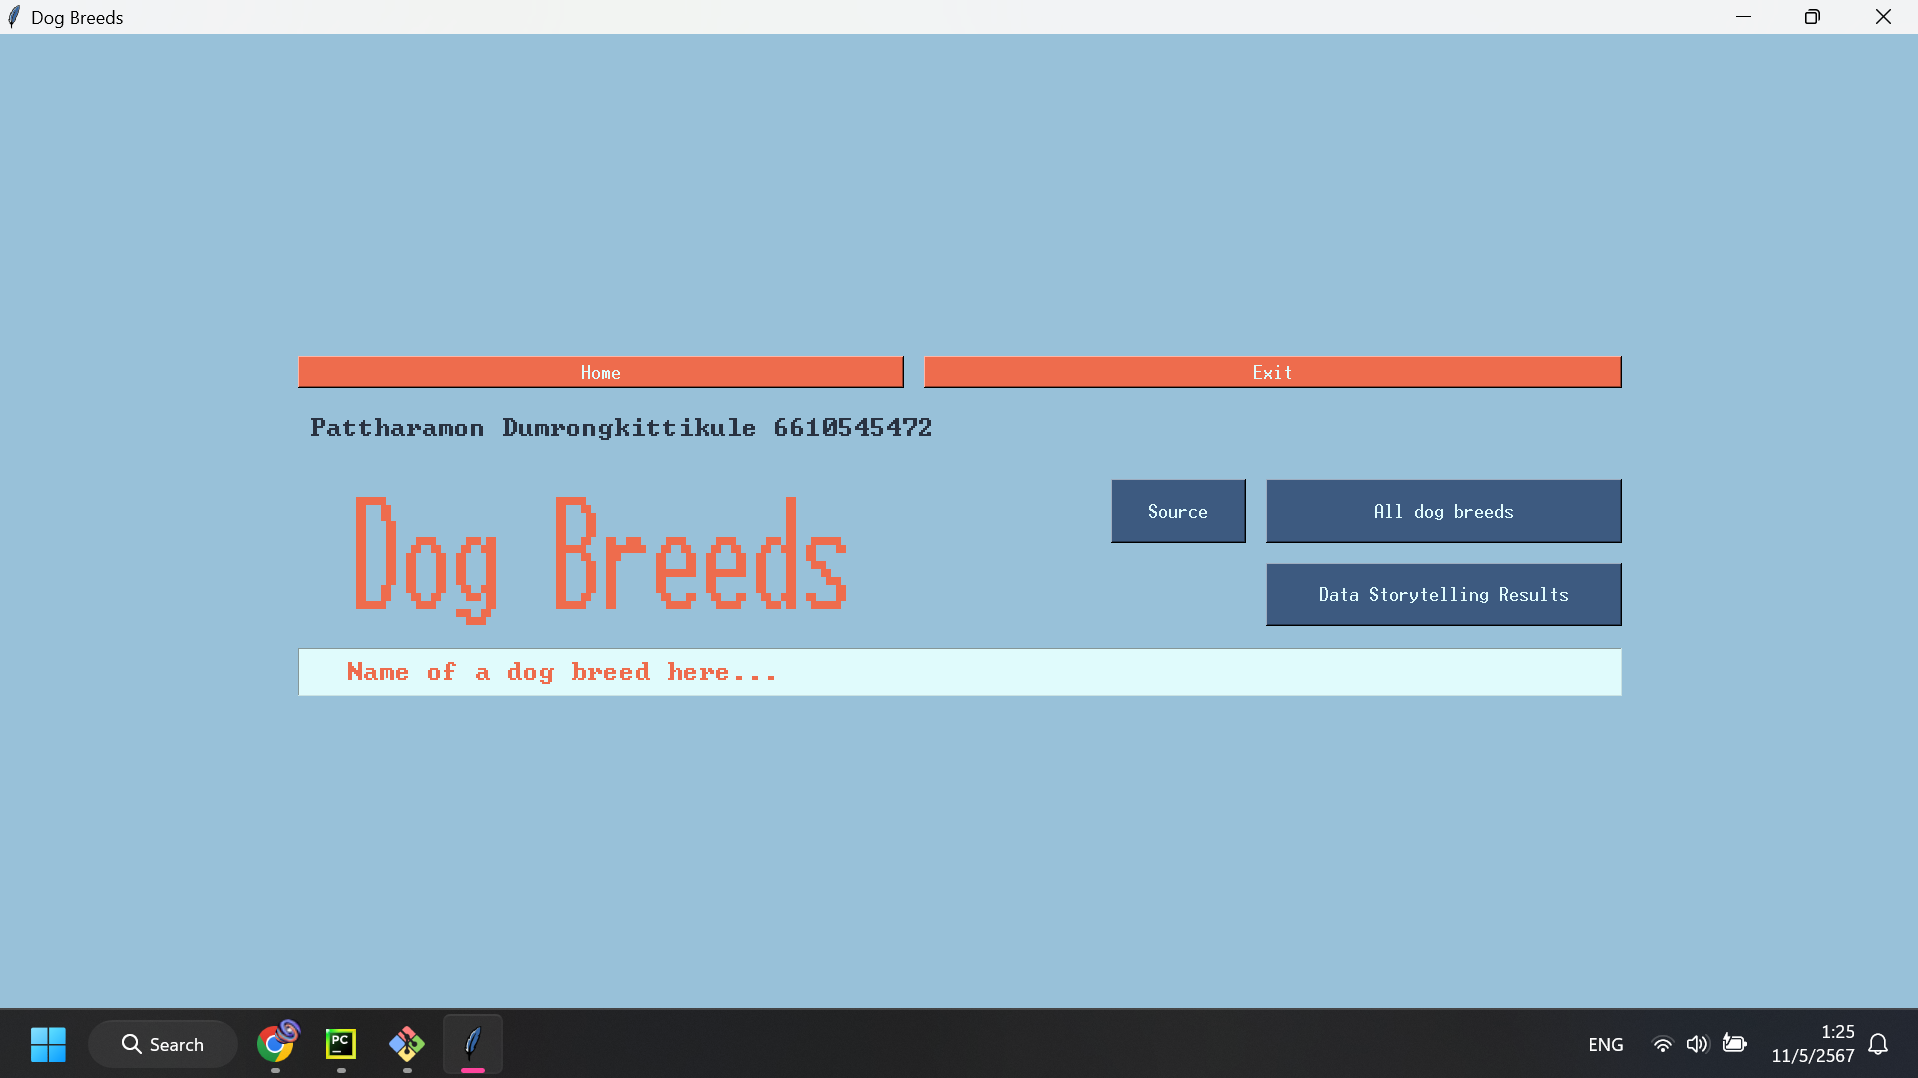 Dog Breeds
Home
Exit
Pattharamon Dumrongkittikule 6610545472
Dog Breeds
Source
All dog breeds
Data Storytelling Results
Name of a dog breed here...
Search
PC
ENG
1:25
11/5/2567